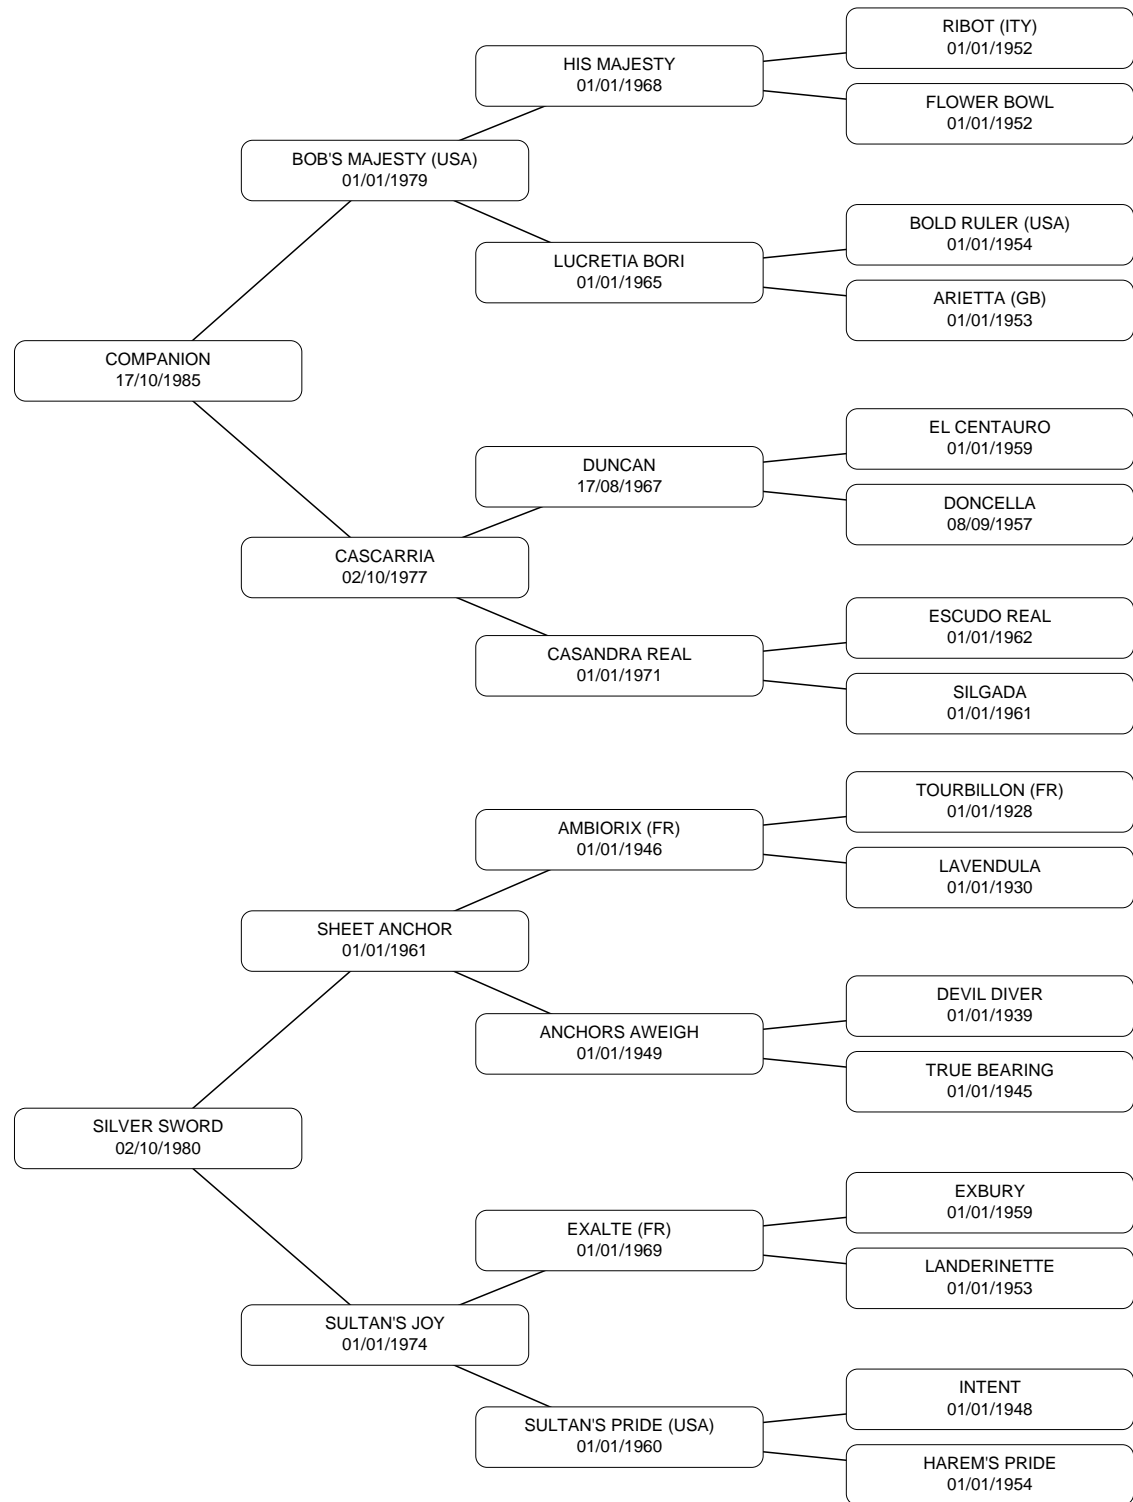 RIBOT (ITY)
01/01/1952
HIS MAJESTY
01/01/1968
FLOWER BOWL
01/01/1952
BOB'S MAJESTY (USA)
01/01/1979
BOLD RULER (USA)
01/01/1954
LUCRETIA BORI
01/01/1965
ARIETTA (GB)
01/01/1953
COMPANION
17/10/1985
EL CENTAURO
01/01/1959
DUNCAN
17/08/1967
DONCELLA
08/09/1957
CASCARRIA
02/10/1977
ESCUDO REAL
01/01/1962
CASANDRA REAL
01/01/1971
SILGADA
01/01/1961
TOURBILLON (FR)
01/01/1928
AMBIORIX (FR)
01/01/1946
LAVENDULA
01/01/1930
SHEET ANCHOR
01/01/1961
DEVIL DIVER
01/01/1939
ANCHORS AWEIGH
01/01/1949
TRUE BEARING
01/01/1945
SILVER SWORD
02/10/1980
EXBURY
01/01/1959
EXALTE (FR)
01/01/1969
LANDERINETTE
01/01/1953
SULTAN'S JOY
01/01/1974
INTENT
01/01/1948
SULTAN'S PRIDE (USA)
01/01/1960
HAREM'S PRIDE
01/01/1954